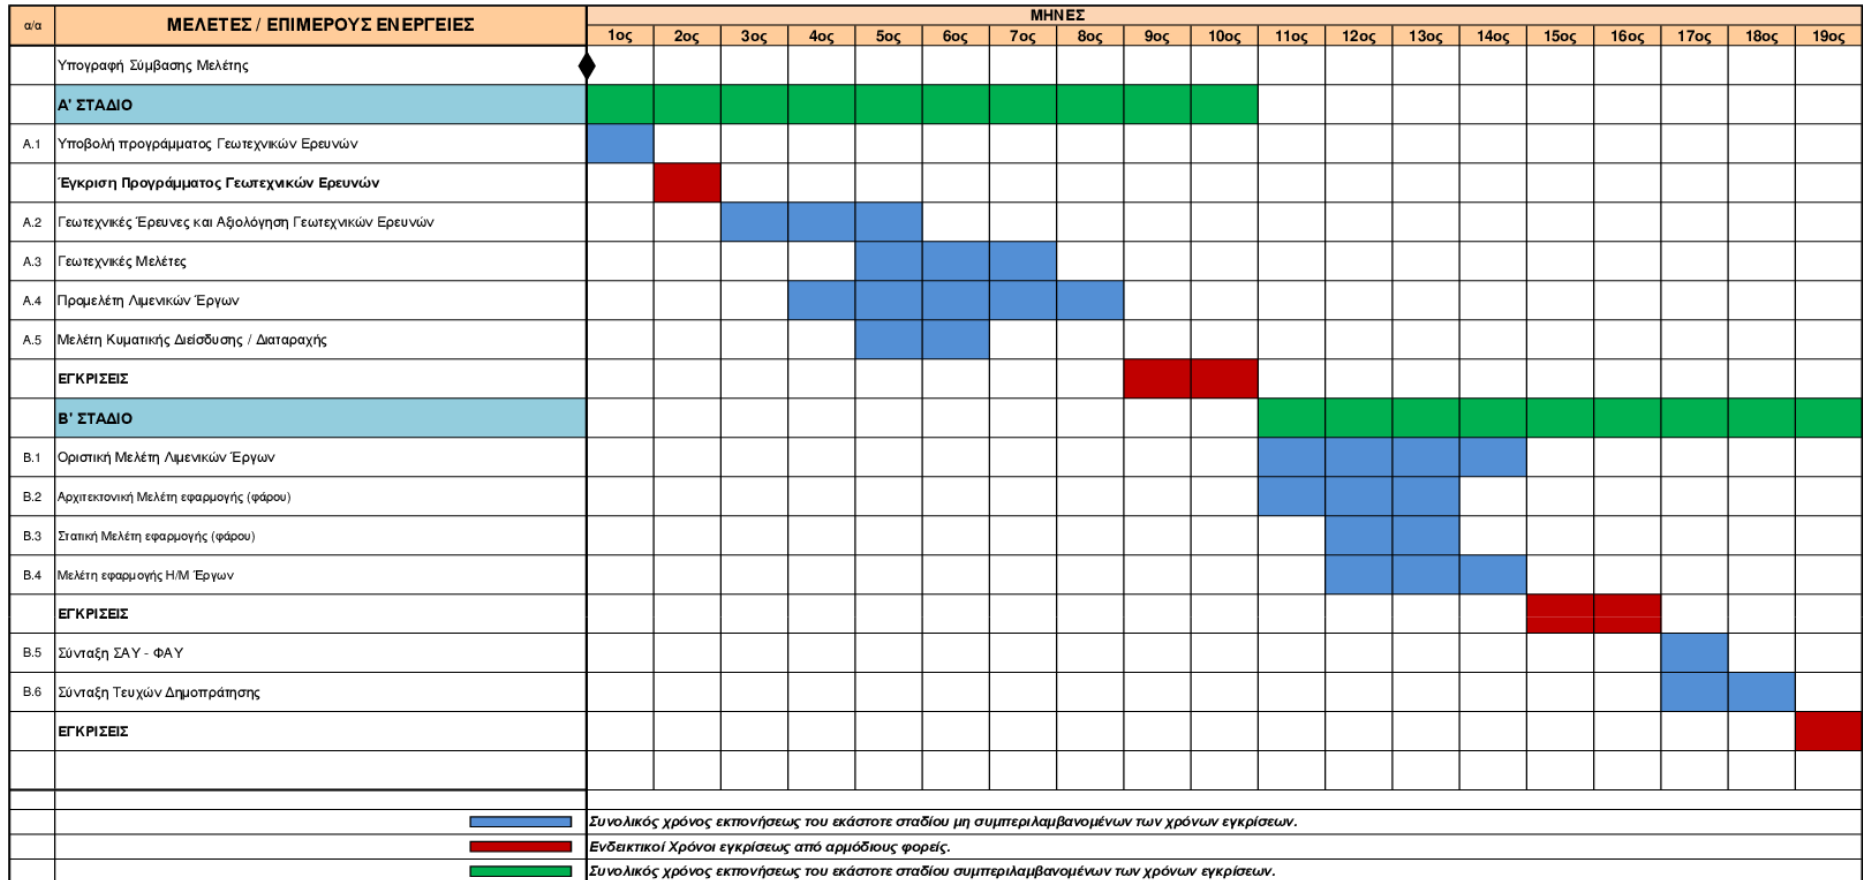 α/α ΜΕΛΕΤΕΣ / ΕΠΙΜΕΡΟΥΣ ΕΝΕΡΓΕΙΕΣ ΜΗΝΕΣ
1ος 2ος 3ος 4ος 5ος 6ος 7ος 8ος 9ος 10ος 11ος 12ος 13ος 14ος 15ος 16ος 17ος 18ος 19ος
Υπογραφή Σύμβασης Μελέτης
Α' ΣΤΑΔΙΟ
Α.1 Υποβολή προγράμματος Γεωτεχνικών Ερευνών
Έγκριση Προγράμματος Γεωτεχνικών Ερευνών
Α.2 Γεωτεχνικές Έρευνες και Αξιολόγηση Γεωτεχνικών Ερευνών
Α.3 Γεωτεχνικές Μελέτες
Α.4 Προμελέτη Λιμενικών Έργων
Α.5 Μελέτη Κυματικής Διείσδυσης / Διαταραχής
ΕΓΚΡΙΣΕΙΣ
Β' ΣΤΑΔΙΟ
Β.1 Οριστική Μελέτη Λιμενικών Έργων
Β.2 Αρχιτεκτονική Μελέτη εφαρμογής (φάρου)
Β.3 Στατική Μελέτη εφαρμογής (φάρου)
Β.4 Μελέτη εφαρμογής Η/Μ Έργων
ΕΓΚΡΙΣΕΙΣ
Β.5 Σύνταξη ΣΑΥ - ΦΑΥ
Β.6 Σύνταξη Τευχών Δημοπράτησης
ΕΓΚΡΙΣΕΙΣ
Συνολικός χρόνος εκπονήσεως του εκάστοτε σταδίου μη συμπεριλαμβανομένων των χρόνων εγκρίσεων.
Ενδεικτικοί Χρόνοι εγκρίσεως από αρμόδιους φορείς.
Συνολικός χρόνος εκπονήσεως του εκάστοτε σταδίου συμπεριλαμβανομένων των χρόνων εγκρίσεων.